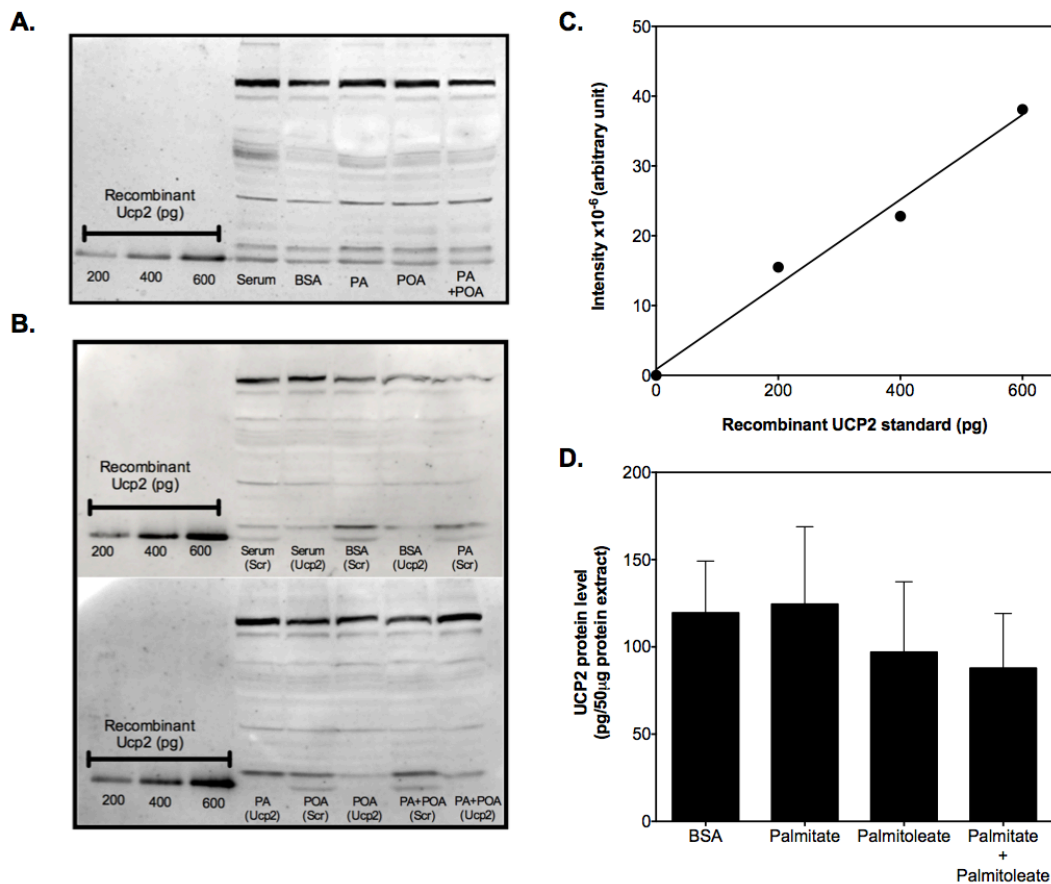 A.
Recombinant
Ucp2 (pg)
200 400 600 Serum BSA PA POA PA
+POA
B.
Recombinant
Ucp2 (pg)
200 400 600
Serum Serum BSA BSA PA
(Scr) (Ucp2) (Scr) (Ucp2) (Scr)
Recombinant
Ucp2 (pg)
200 400 600
PA POA POA PA+POA PA+POA
(Ucp2) (Scr) (Ucp2) (Scr) (Ucp2)
C.
Intensity x10-6 (arbitrary unit)
50
40
30
20
10
0
0 200 400 600
Recombinant UCP2 standard (pg)
D.
UCP2 protein level
(pg/50µg protein extract)
200
150
100
50
0
BSA Palmitate Palmitoleate Palmitate
+
Palmitoleate